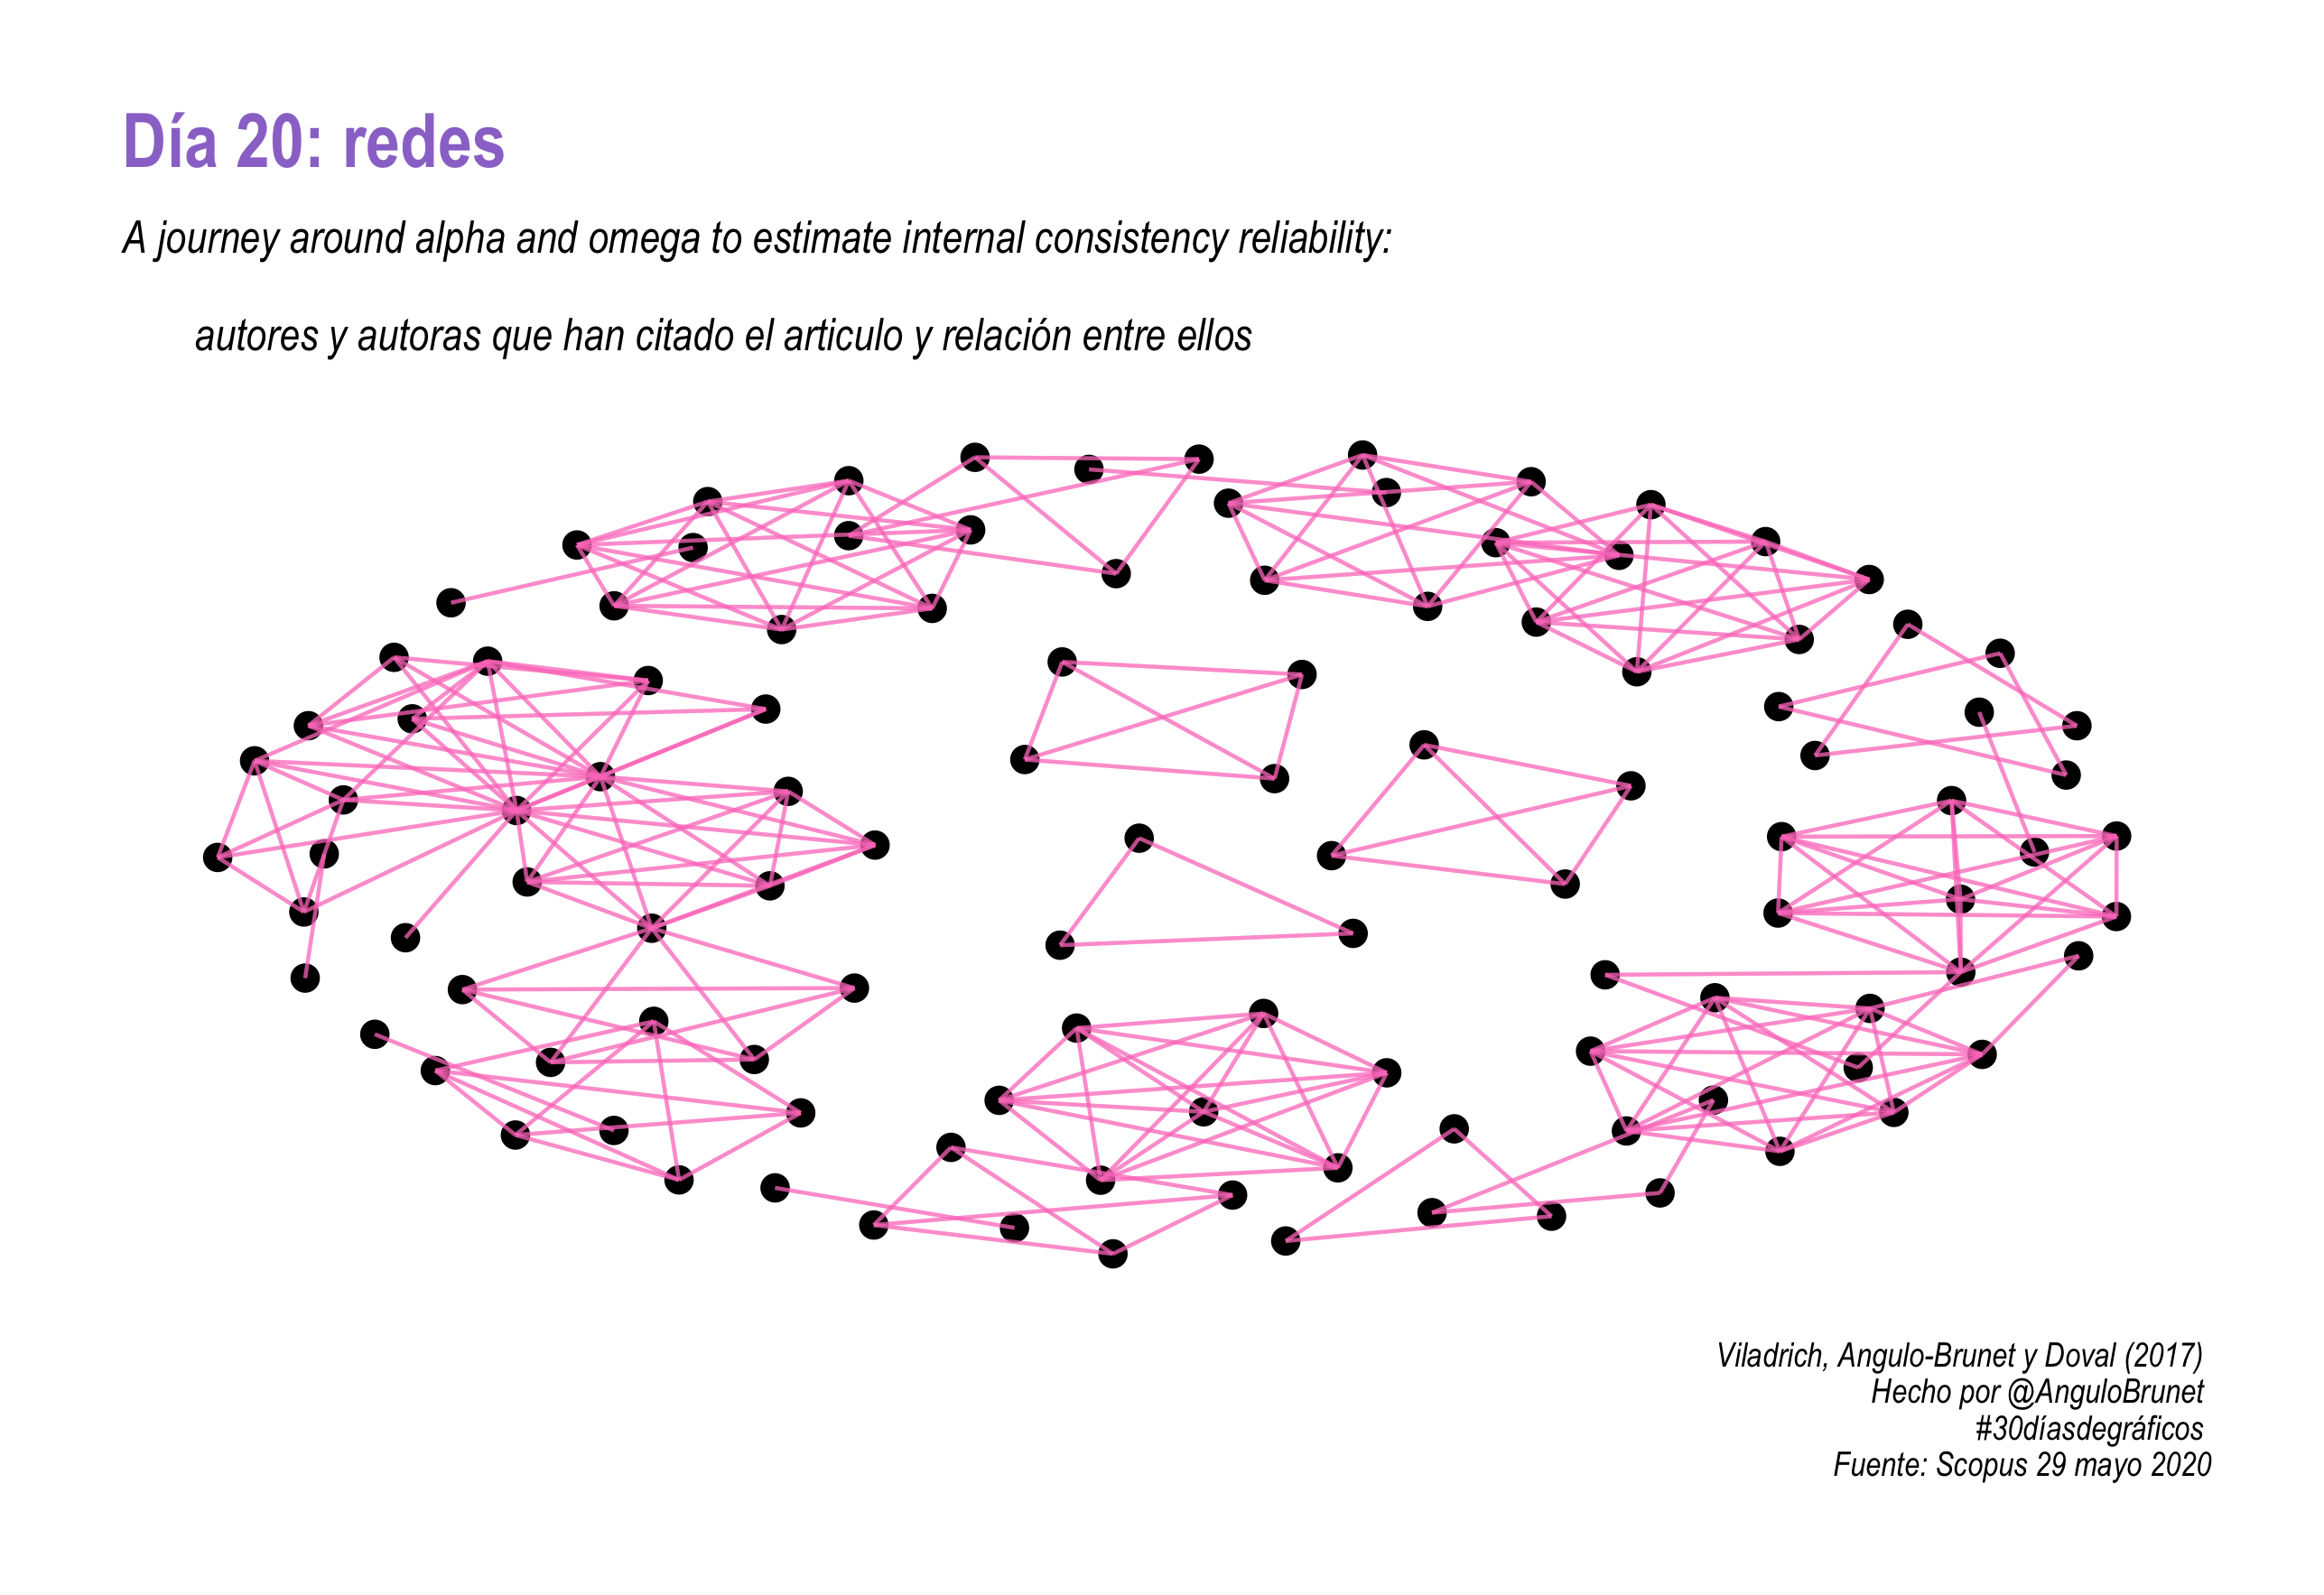 Día 20: redes
A journey around alpha and omega to estimate internal consistency reliability:
autores y autoras que han citado el articulo y relación entre ellos
Viladrich, Angulo-Brunet y Doval (2017)
Hecho por @AnguloBrunet
#30díasdegráficos
Fuente: Scopus 29 mayo 2020